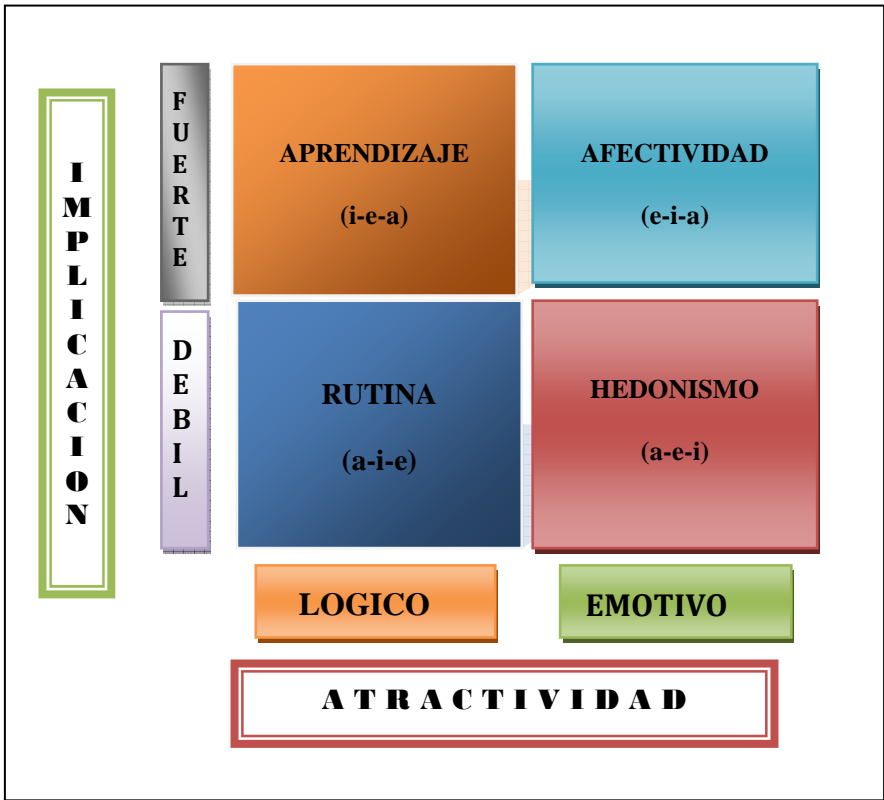 IMPLICACION
FUERTE
APRENDIZAJE
(i-e-a)
AFECTIVIDAD
(e-i-a)
DEBIL
RUTINA
(a-i-e)
HEDONISMO
(a-e-i)
LOGICO
EMOTIVO
ATRACTIVIDAD